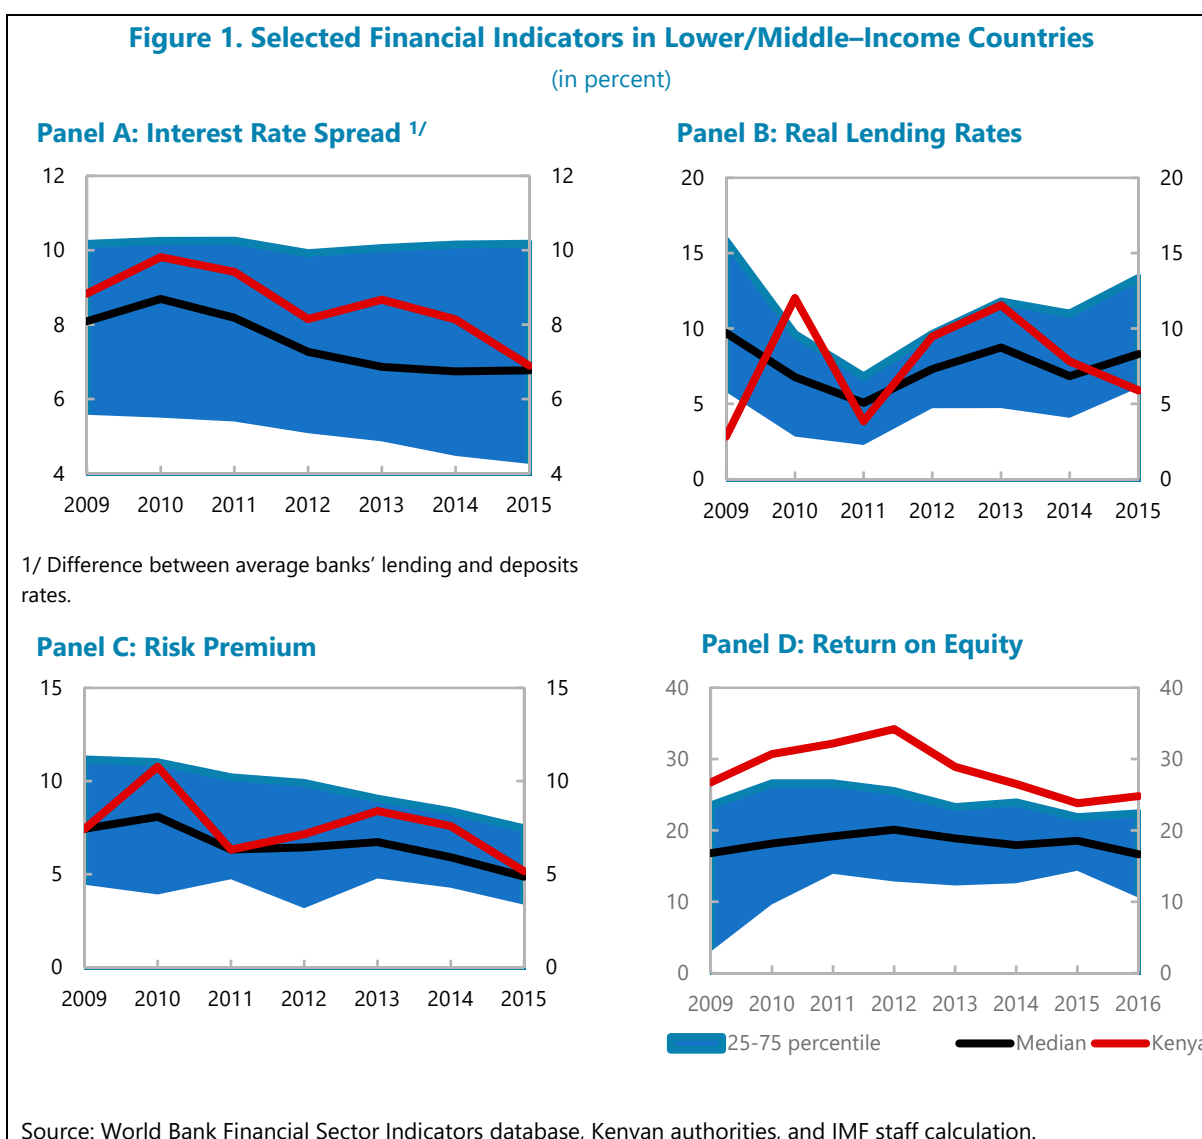 Figure 1. Selected Financial Indicators in Lower/Middle–Income Countries
(in percent)
Panel A: Interest Rate Spread 1/
12 12
10 10
8 8
6 6
4 4
2009 2010 2011 2012 2013 2014 2015
1/ Difference between average banks’ lending and deposits
rates.
Panel B: Real Lending Rates
20 20
15 15
10 10
5 5
0 0
2009 2010 2011 2012 2013 2014 2015
Panel C: Risk Premium
15 15
10 10
5 5
0 0
2009 2010 2011 2012 2013 2014 2015
Panel D: Return on Equity
40 40
30 30
20 20
10 10
0 0
2009 2010 2011 2012 2013 2014 2015 2016
25-75 percentile Median Kenya
Source: World Bank Financial Sector Indicators database, Kenyan authorities, and IMF staff calculation.